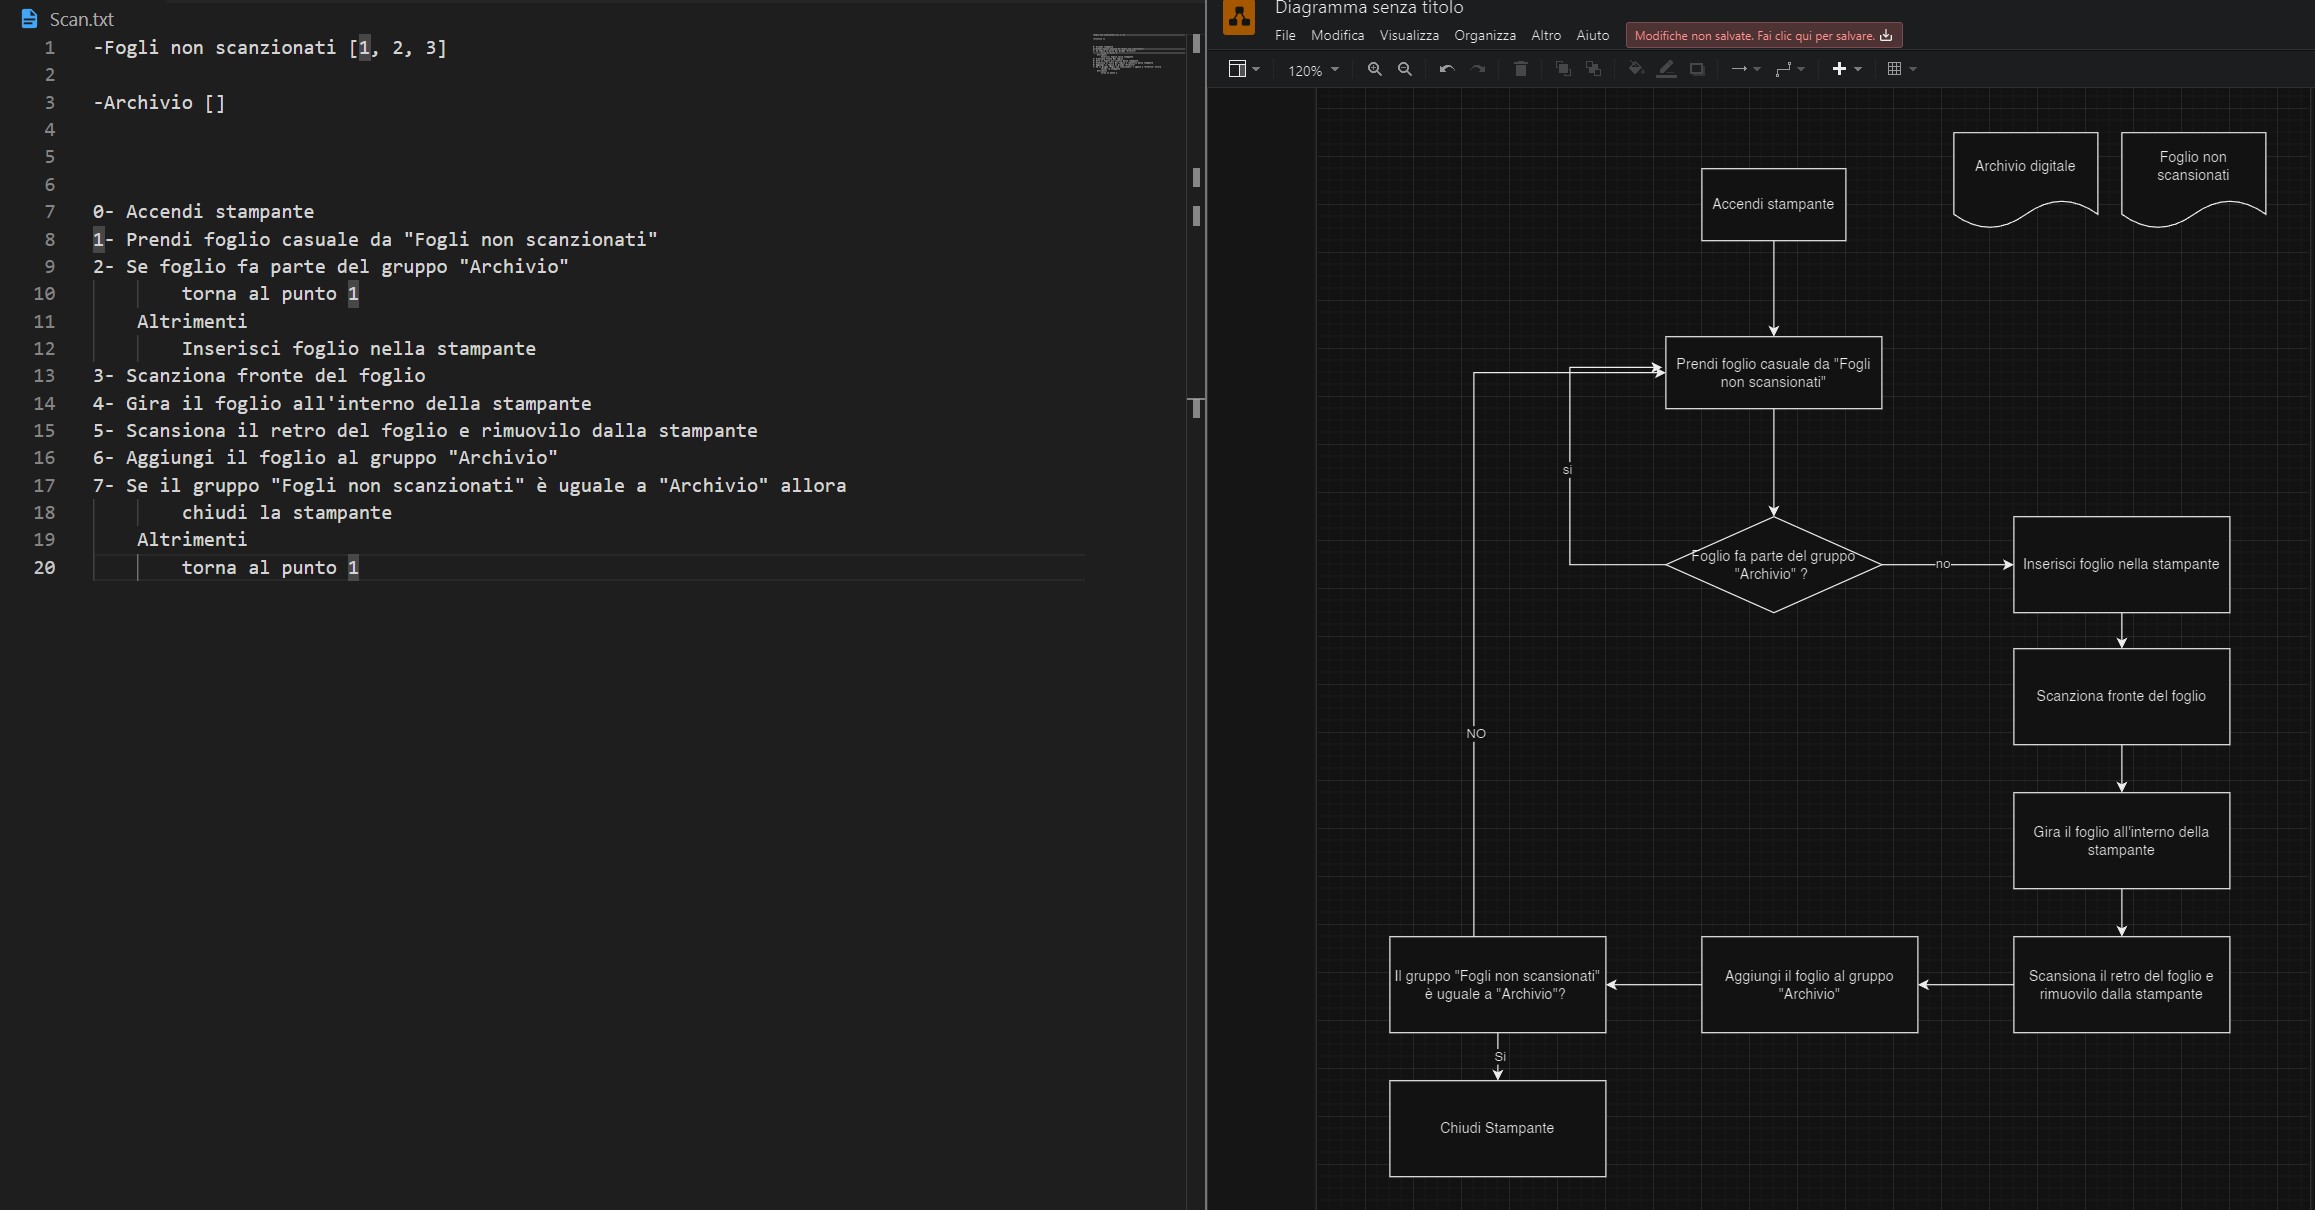 Scan.txt
1 -Fogli non scanzionati [1, 2, 3]
2
3 -Archivio []
4
5
6
7 0- Accendi stampante
8 1- Prendi foglio casuale da "Fogli non scanzionati"
9 2- Se foglio fa parte del gruppo "Archivio"
10 torna al punto 1
11 Altrimenti
12 Inserisci foglio nella stampante
13 3- Scanziona fronte del foglio
14 4- Gira il foglio all'interno della stampante
15 5- Scansiona il retro del foglio e rimuovilo dalla stampante
16 6- Aggiungi il foglio al gruppo "Archivio"
17 7- Se il gruppo "Fogli non scanzionati" è uguale a "Archivio" allora
18 chiudi la stampante
19 Altrimenti
20 torna al punto 1
Diagramma senza titolo
File Modifica Visualizza Organizza Altro Aiuto Modifiche non salvate. Fai clic qui per salvare.
120%
Archivio digitale
Foglio non
scansionati
Accendi stampante
Prendi foglio casuale da "Fogli
non scansionati"
si
Foglio fa parte del gruppo
"Archivio" ?
no
Inserisci foglio nella stampante
Scanziona fronte del foglio
NO
Gira il foglio all'interno della
stampante
Il gruppo "Fogli non scansionati"
è uguale a "Archivio"?
Aggiungi il foglio al gruppo
"Archivio"
Scansiona il retro del foglio e
rimuovilo dalla stampante
Si
Chiudi Stampante